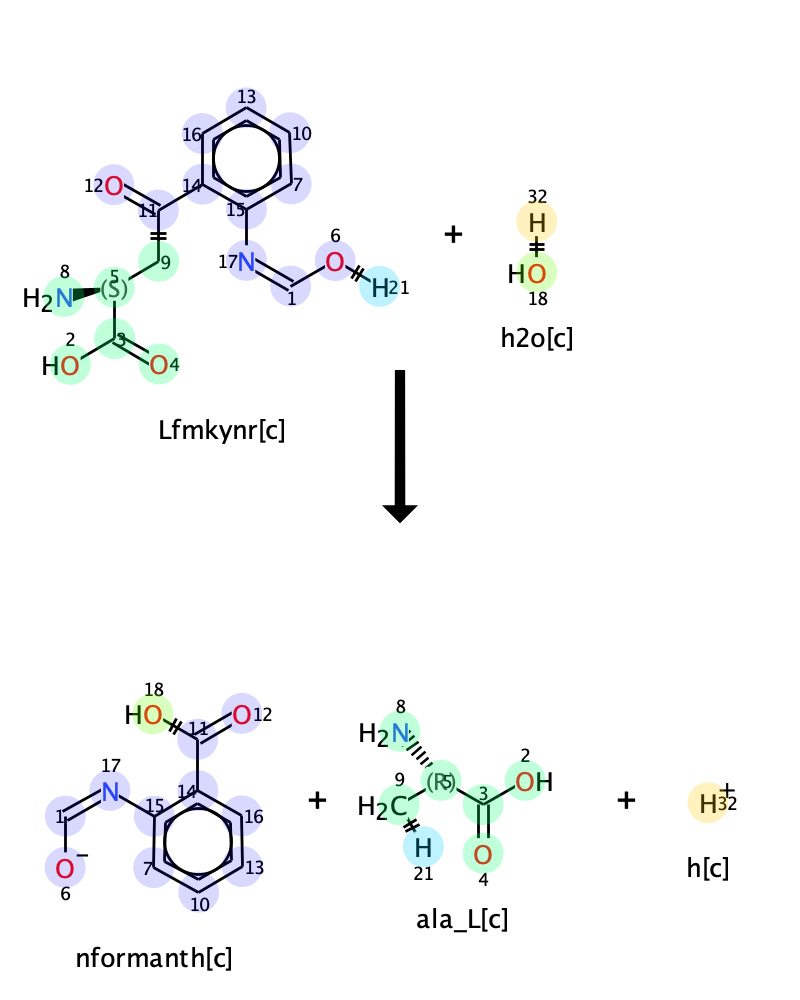 13
16
10
12 O
14
7
11
15
32
H
+
6
O
17 N
9
8
5
H2N
(S)
HO
18
H 21
1
h2o[c]
2
3
HO
O 4
Lfmkynr[c]
18
HO
11
O 12
8
H2N
17
N
2
14
(R)
5
OH
9
3
+
1
15
16
+
H2C
+
H
32
O −
7
13
H
O
h[c]
6
21
4
10
ala_L[c]
nformanth[c]